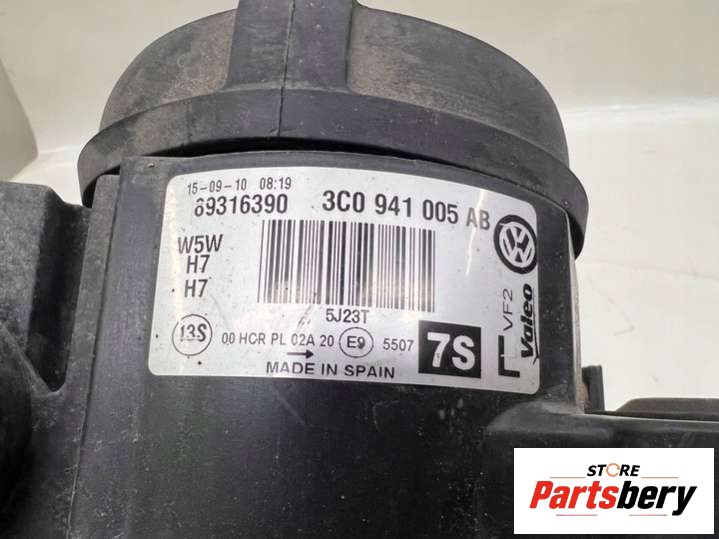 15-09-10 08:19
89316390 3C0 941 005 AB
W5W
H7
H7
5J23T
VF2
Valeo
L
13S 00 HCR PL 02A 20 E9 5507 7S
MADE IN SPAIN
STORE
Partsbery